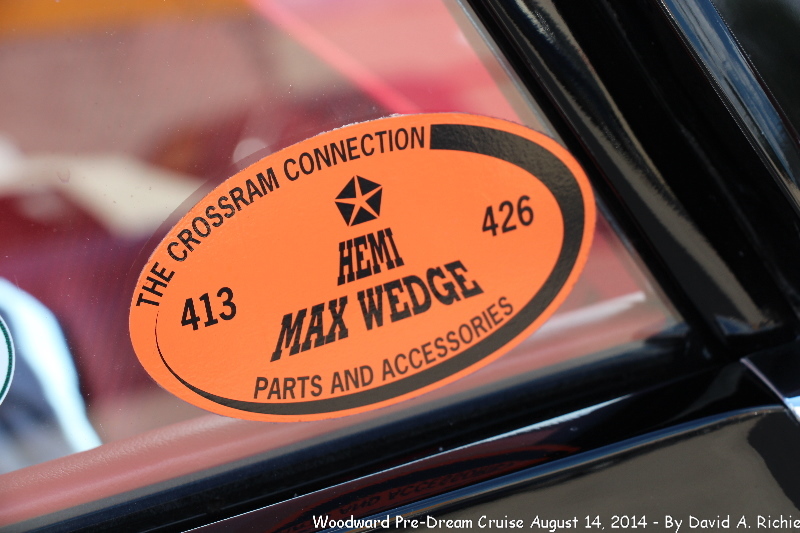 THE CROSSRAM CONNECTION
413
426
HEMI
MAX WEDGE
PARTS AND ACCESSORIES
Woodward Pre-Dream Cruise August 14, 2014 - By David A. Richie